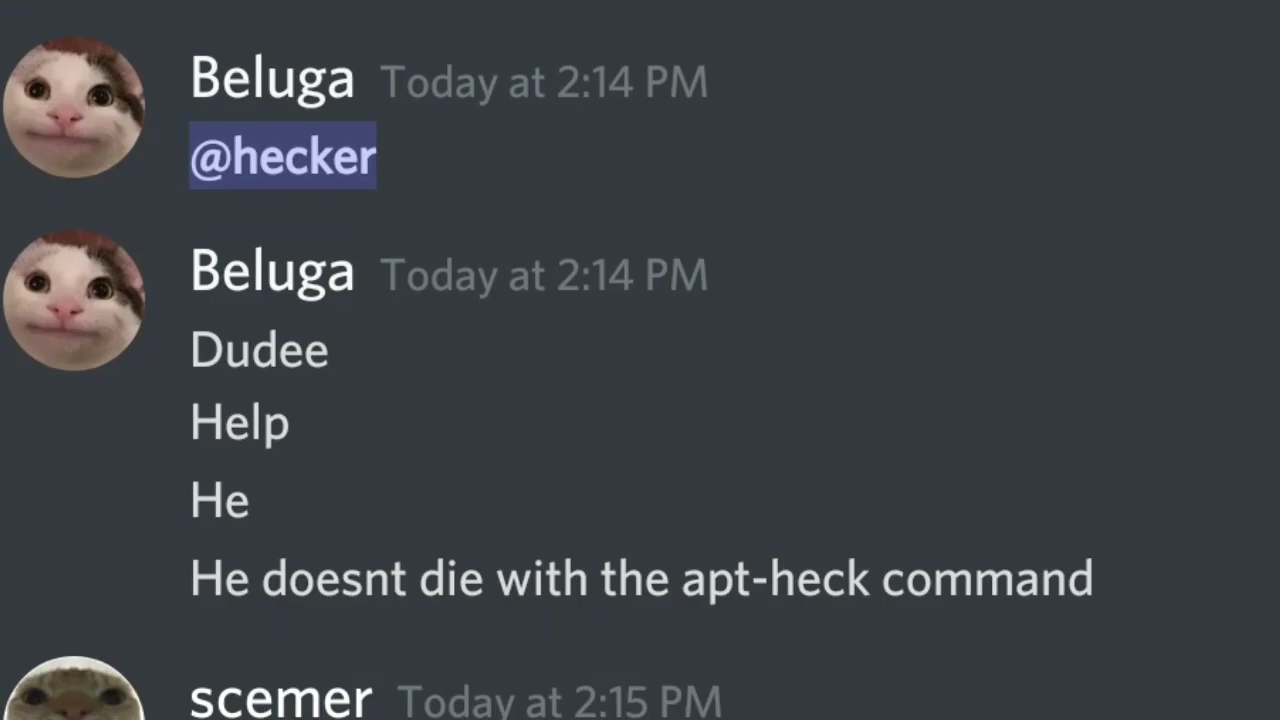 Beluga Today at 2:14 PM
@hecker
Beluga Today at 2:14 PM
Dudee
Help
He
He doesnt die with the apt-heck command
scemer Today at 2:15 PM